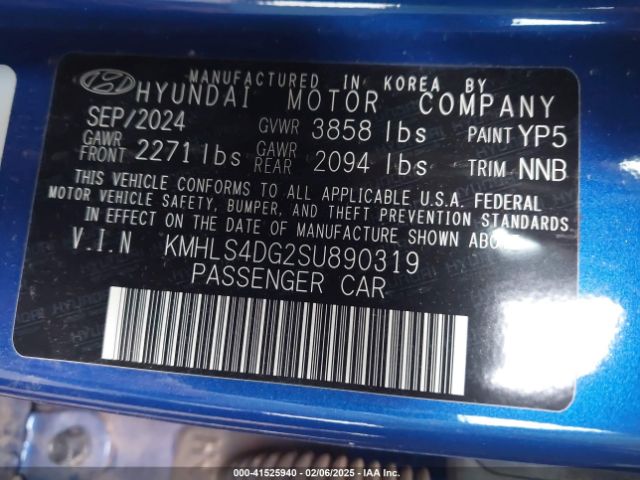 MANUFACTURED IN KOREA BY
HYUNDAI MOTOR COMPANY
SEP/2024 GVWR 3858 lbs PAINT YP5
GAWR FRONT 2271 lbs GAWR REAR 2094 lbs TRIM NNB
THIS VEHICLE CONFORMS TO ALL APPLICABLE U.S.A. FEDERAL
MOTOR VEHICLE SAFETY, BUMPER, AND THEFT PREVENTION STANDARDS
IN EFFECT ON THE DATE OF MANUFACTURE SHOWN ABOVE.
V.I.N KMHLS4DG2SU890319
PASSENGER CAR
000-41525940 - 02/06/2025 - IAA Inc.